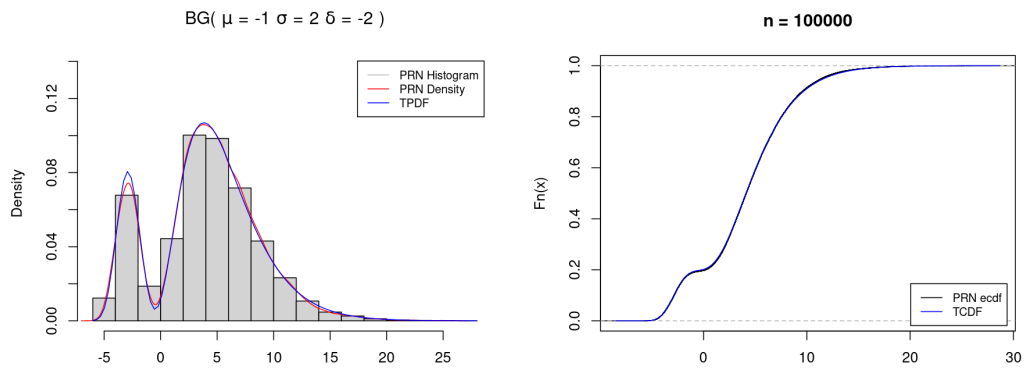 BG( μ = -1 σ = 2 δ = -2 )
Density
0.00
0.04
0.08
0.12
-5 0 5 10 15 20 25
PRN Histogram
PRN Density
TPDF
n = 100000
Fn(x)
0.0
0.2
0.4
0.6
0.8
1.0
0 10 20 30
PRN ecdf
TCDF